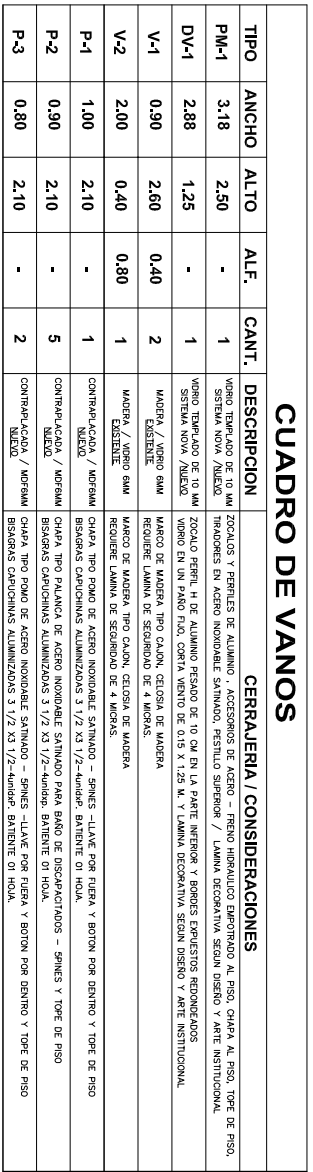 CUADRO DE VANOS
TIPO ANCHO ALTO ALF. CANT. DESCRIPCION CERRAJERIA / CONSIDERACIONES
PM-1 3.18 2.50 - 1 VIDRIO TEMPLADO DE 10 MM ZOCALOS Y PERFILES DE ALUMINIO , ACCESORIOS DE ACERO - FRENO HIDRAULICO EMPOTRADO AL PISO, CHAPA AL PISO, TOPE DE PISO,
SISTEMA NOVA /NUEVO TIRADORES EN ACERO INOXIDABLE SATINADO, PESTILLO SUPERIOR / LAMINA DECORATIVA SEGUN DISEÑO Y ARTE INSTITUCIONAL
DV-1 2.88 1.25 - 1 VIDRIO TEMPLADO DE 10 MM ZOCALO PERFIL H DE ALUMINIO PESADO DE 10 CM EN LA PARTE INFERIOR Y BORDES EXPUESTOS REDONDEADOS
SISTEMA NOVA /NUEVO VIDRIO EN UN PAÑO FIJO, CORTA VIENTO DE 0.15 X 1.25 M. Y LAMINA DECORATIVA SEGUN DISEÑO Y ARTE INSTITUCIONAL
V-1 0.90 2.60 0.40 2 MADERA / VIDRIO 6MM MARCO DE MADERA TIPO CAJON, CELOSIA DE MADERA
EXISTENTE REQUIERE LAMINA DE SEGURIDAD DE 4 MICRAS.
V-2 2.00 0.40 0.80 1 MADERA / VIDRIO 6MM MARCO DE MADERA TIPO CAJON, CELOSIA DE MADERA
EXISTENTE REQUIERE LAMINA DE SEGURIDAD DE 4 MICRAS.
P-1 1.00 2.10 - 1 CONTRAPLACADA / MDF6MM CHAPA TIPO POMO DE ACERO INOXIDABLE SATINADO - 5PINES -LLAVE POR FUERA Y BOTON POR DENTRO Y TOPE DE PISO
NUEVO BISAGRAS CAPUCHINAS ALUMINIZADAS 3 1/2 X3 1/2-4unidxP. BATIENTE 01 HOJA.
P-2 0.90 2.10 - 5 CONTRAPLACADA / MDF6MM CHAPA TIPO PALANCA DE ACERO INOXIDABLE SATINADO PARA BAÑO DE DISCAPACITADOS - 5PINES Y TOPE DE PISO
NUEVO BISAGRAS CAPUCHINAS ALUMINIZADAS 3 1/2 X3 1/2-4unidxp. BATIENTE 01 HOJA.
P-3 0.80 2.10 - 2 CONTRAPLACADA / MDF6MM CHAPA TIPO POMO DE ACERO INOXIDABLE SATINADO - 5PINES -LLAVE POR FUERA Y BOTON POR DENTRO Y TOPE DE PISO
NUEVO BISAGRAS CAPUCHINAS ALUMINIZADAS 3 1/2 X3 1/2-4unidxP. BATIENTE 01 HOJA.